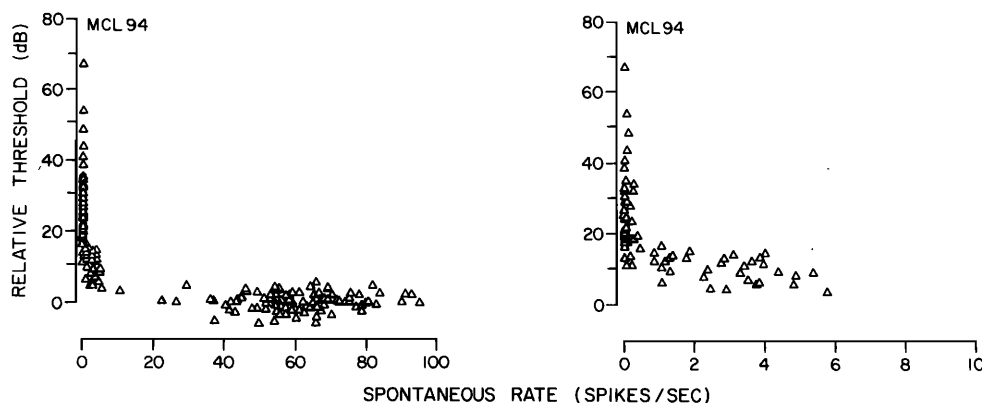 MCL 94
MCL 94
RELATIVE THRESHOLD (dB)
80
60
40
20
0
0 20 40 60 80 100
80
60
40
20
0
0 2 4 6 8 10
SPONTANEOUS RATE (SPIKES/SEC)